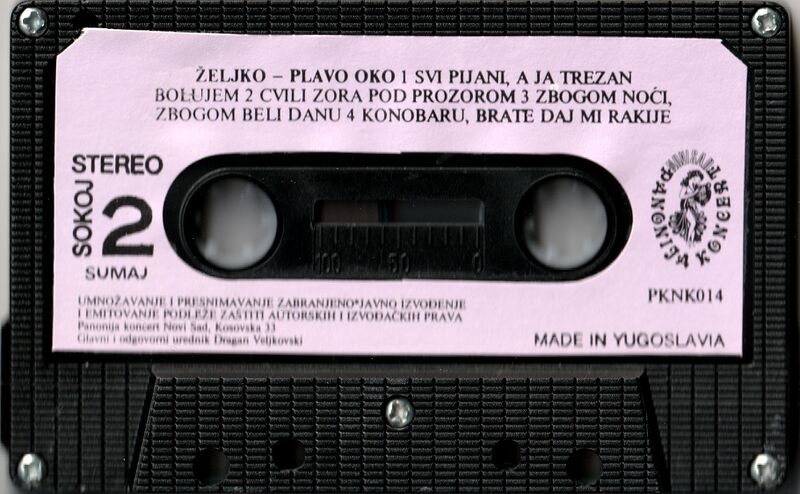 ŽELJKO – PLAVO OKO 1 SVI PIJANI, A JA TREZAN
BOLUJEM 2 CVILI ZORA POD PROZOROM 3 ZBOGOM NOĆI,
ZBOGOM BELI DANU 4 KONOBARU, BRATE DAJ MI RAKIJE
STEREO
SOKOJ
2
SUMAJ
100 50 0
PANONIJA KONCERT
PKNK014
UMNOŽAVANJE I PRESNIMAVANJE ZABRANJENO*JAVNO IZVOĐENJE
I EMITOVANJE PODLEŽE ZAŠTITI AUTORSKIH I IZVOĐAČKIH PRAVA
Panonija koncert Novi Sad, Kosovska 33
Glavni i odgovorni urednik Dragan Veljkovski
MADE IN YUGOSLAVIA